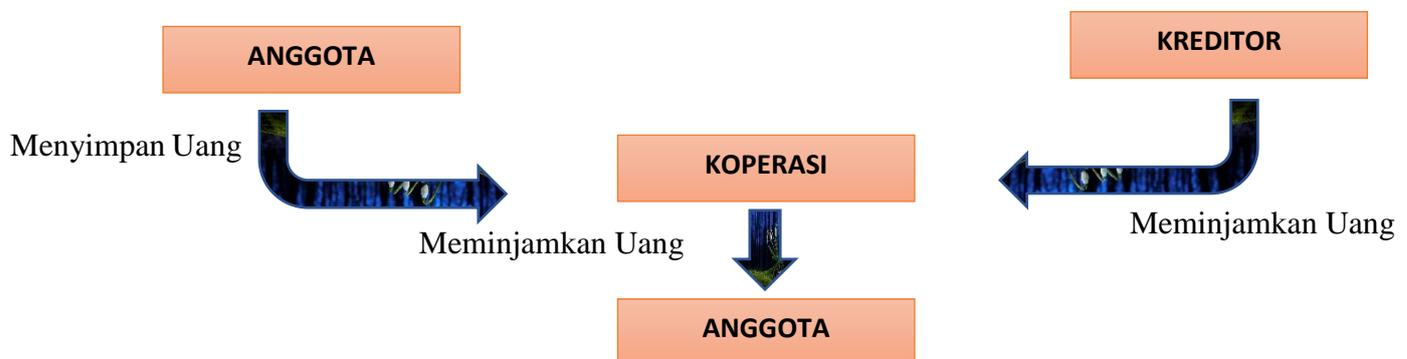 ANGGOTA
KREDITOR
Menyimpan Uang
KOPERASI
Meminjamkan Uang
Meminjamkan Uang
ANGGOTA